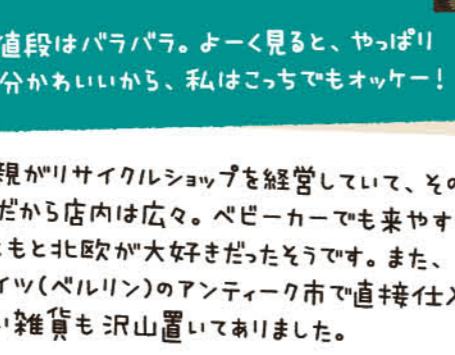 値段はバラバラ。よーく見ると、やっぱり
分かわいいから、私はこっちでもオッケー!
親がリサイクルショップを経営していて、その
だから店内は広々。ベビーカーでも来やす
ともと北欧が大好きだったそうです。また、
イツ(ベルリン)のアンティーク市で直接仕入
い雑貨も沢山置いてありました。